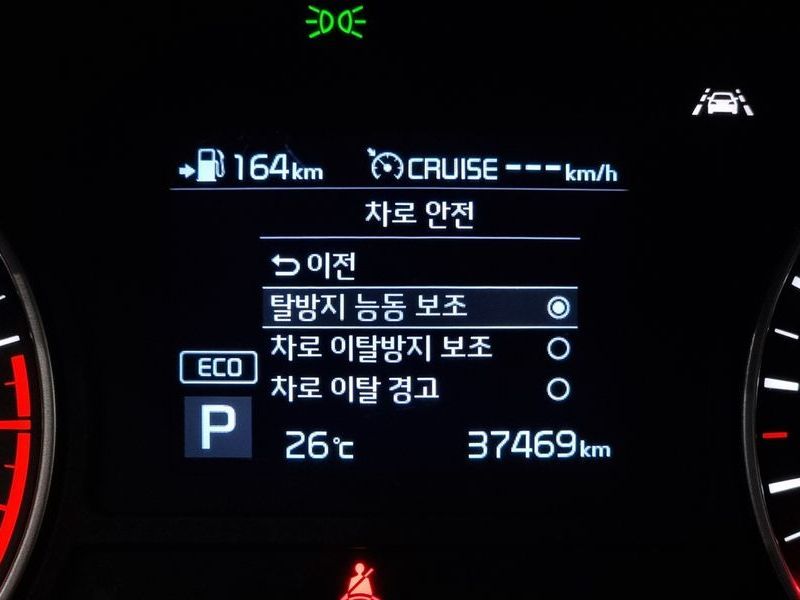 164km CRUISE ---km/h
차로 안전
이전
탈방지 능동 보조
차로 이탈방지 보조
ECO
차로 이탈 경고
P
26℃ 37469km